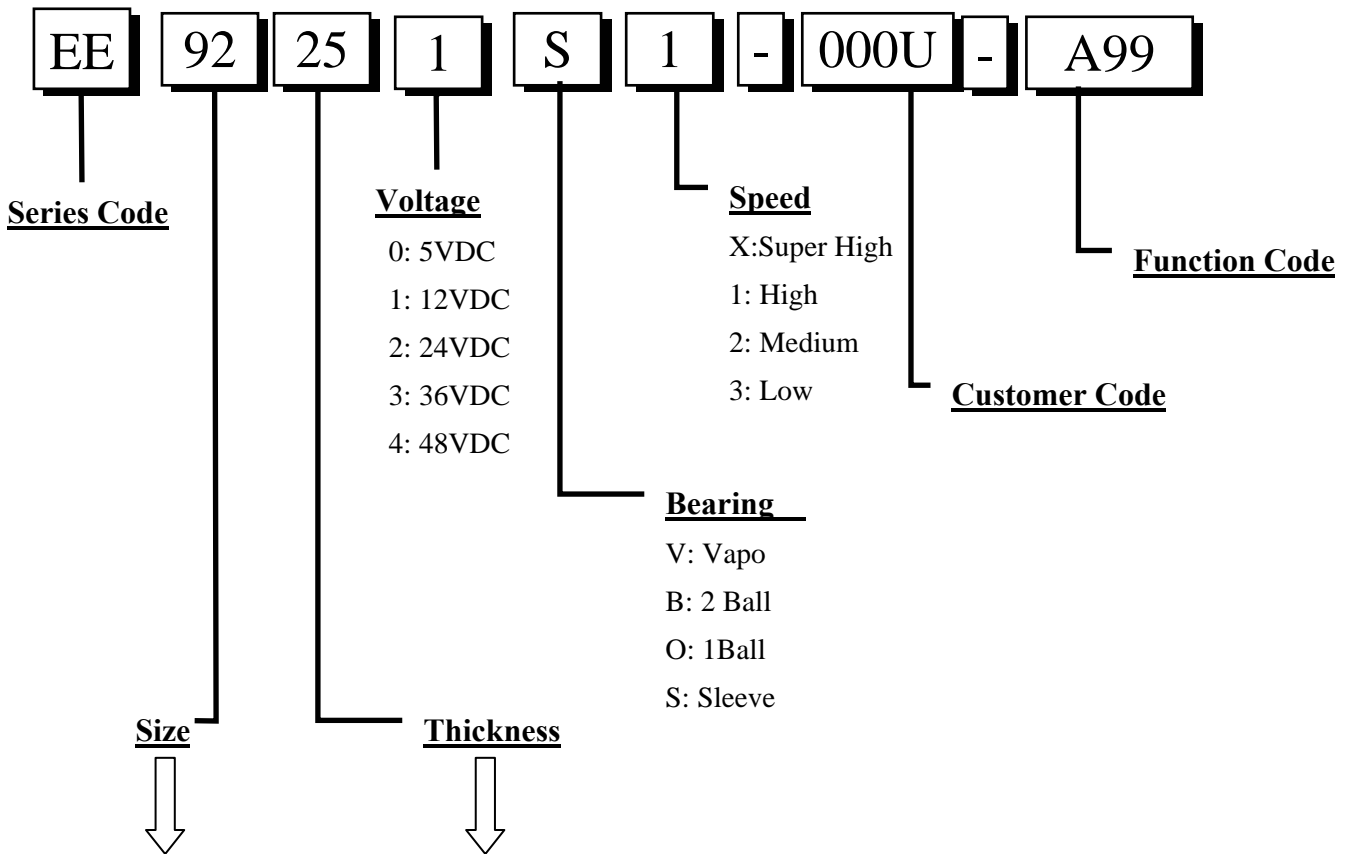 EE 92 25 1 S 1 - 000U - A99
Series Code
Voltage
0: 5VDC
1: 12VDC
2: 24VDC
3: 36VDC
4: 48VDC
Speed
X:Super High
1: High
2: Medium
3: Low
Function Code
Customer Code
Bearing
V: Vapo
B: 2 Ball
O: 1Ball
S: Sleeve
Size
Thickness